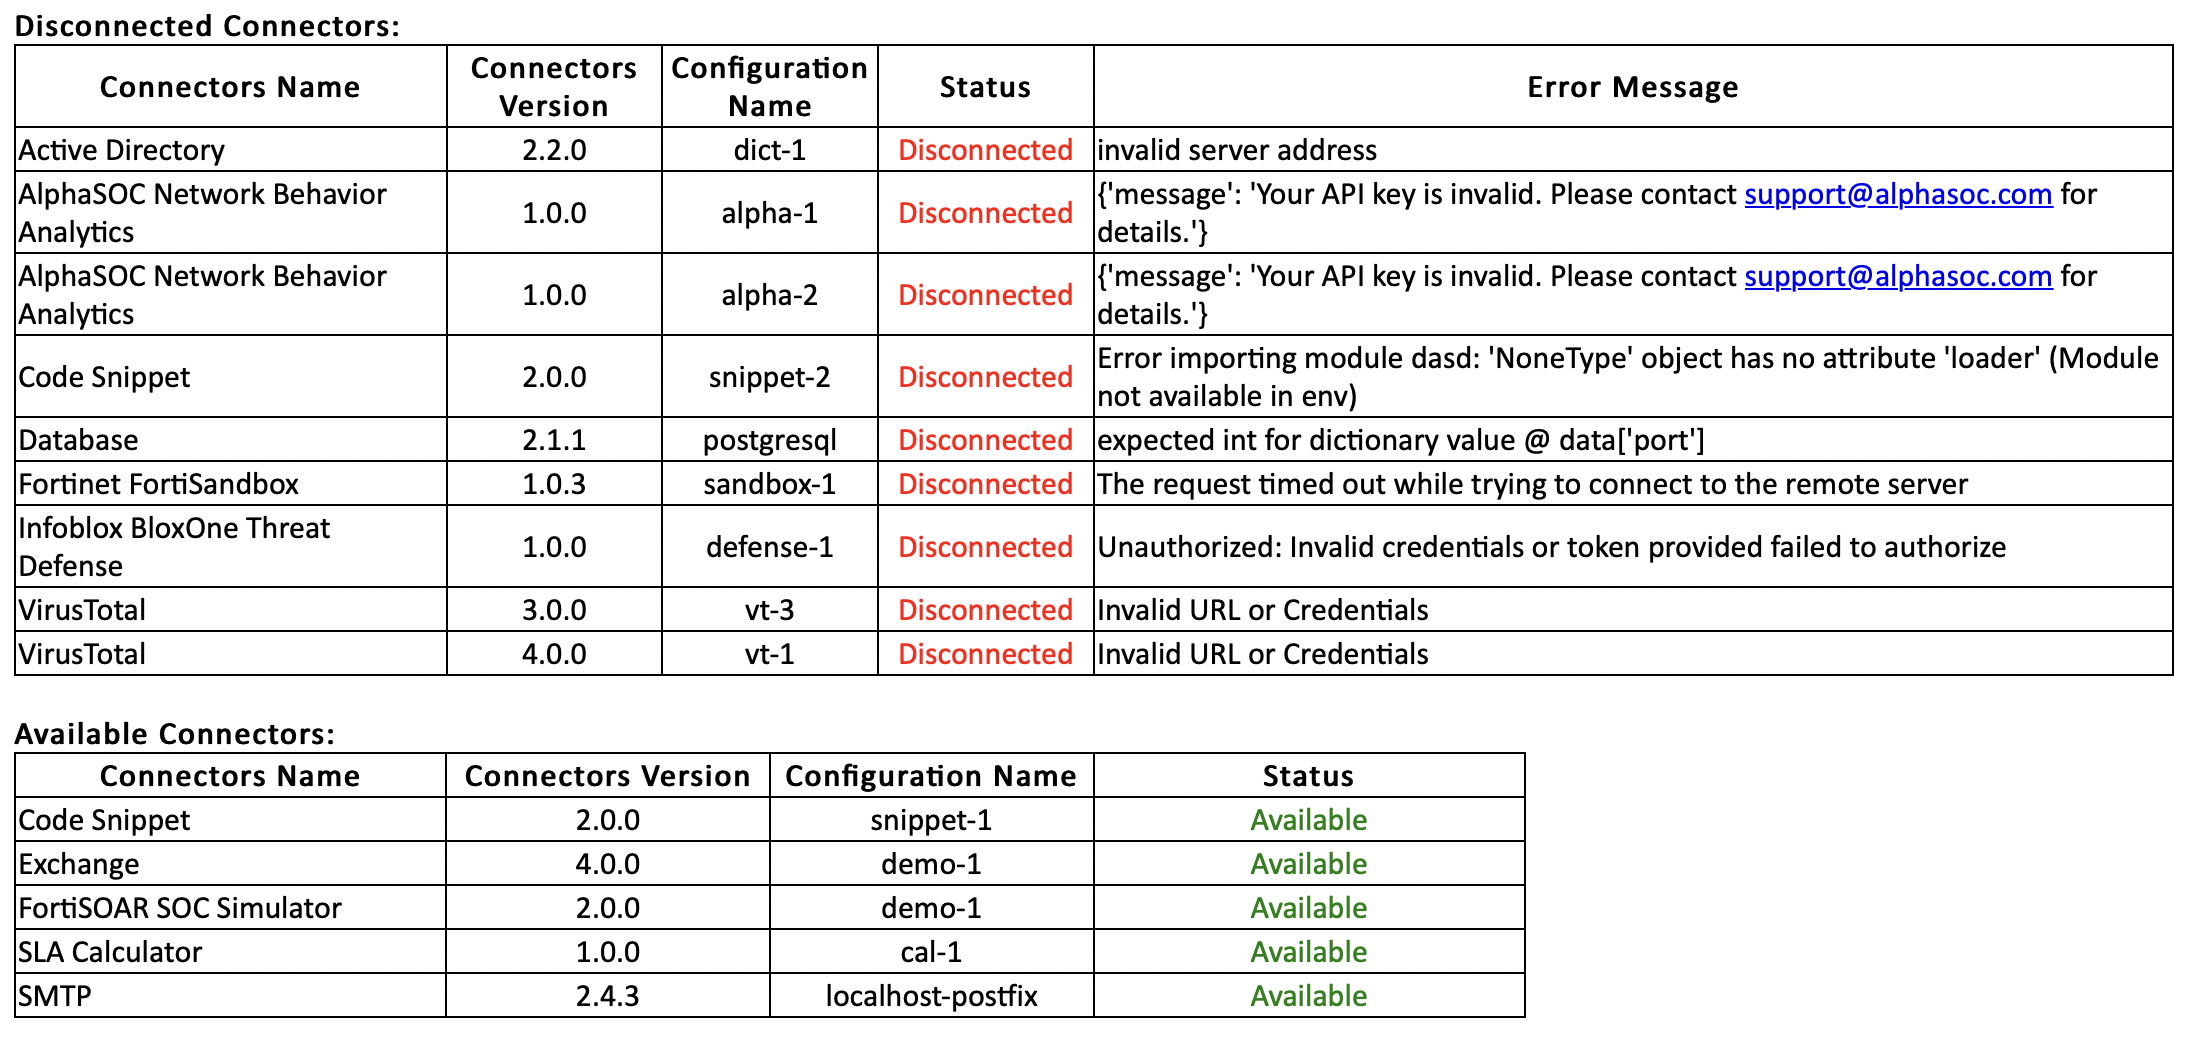 Disconnected Connectors:
Connectors Name Connectors Version Configuration Name Status Error Message
Active Directory 2.2.0 dict-1 Disconnected invalid server address
AlphaSOC Network Behavior Analytics 1.0.0 alpha-1 Disconnected {'message': 'Your API key is invalid. Please contact support@alphasoc.com for details.'}
AlphaSOC Network Behavior Analytics 1.0.0 alpha-2 Disconnected {'message': 'Your API key is invalid. Please contact support@alphasoc.com for details.'}
Code Snippet 2.0.0 snippet-2 Disconnected Error importing module dasd: 'NoneType' object has no attribute 'loader' (Module not available in env)
Database 2.1.1 postgresql Disconnected expected int for dictionary value @ data['port']
Fortinet FortiSandbox 1.0.3 sandbox-1 Disconnected The request timed out while trying to connect to the remote server
Infoblox BloxOne Threat Defense 1.0.0 defense-1 Disconnected Unauthorized: Invalid credentials or token provided failed to authorize
VirusTotal 3.0.0 vt-3 Disconnected Invalid URL or Credentials
VirusTotal 4.0.0 vt-1 Disconnected Invalid URL or Credentials
Available Connectors:
Connectors Name Connectors Version Configuration Name Status
Code Snippet 2.0.0 snippet-1 Available
Exchange 4.0.0 demo-1 Available
FortiSOAR SOC Simulator 2.0.0 demo-1 Available
SLA Calculator 1.0.0 cal-1 Available
SMTP 2.4.3 localhost-postfix Available